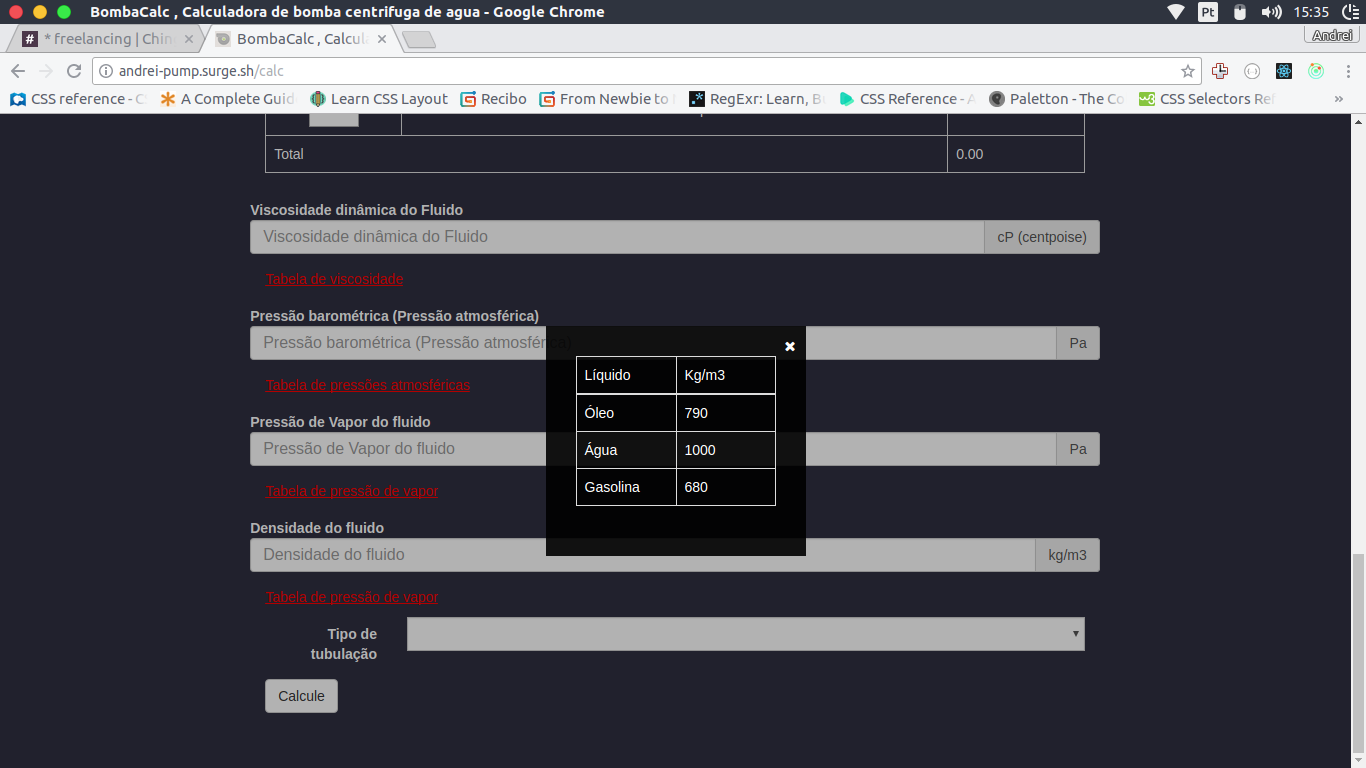 BombaCalc , Calculadora de bomba centrifuga de agua - Google Chrome
Pt
15:35
* freelancing | Chin
BombaCalc , Calcul
Andrei
andrei-pump.surge.sh/calc
CSS reference - C
A Complete Guid
Learn CSS Layout
Recibo
From Newbie to
RegExr: Learn, B
CSS Reference - A
Paletton - The Co
CSS Selectors Ref
»
Total
0.00
Viscosidade dinâmica do Fluido
Viscosidade dinâmica do Fluido
cP (centpoise)
Tabela de viscosidade
Pressão barométrica (Pressão atmosférica)
Pressão barométrica (Pressão atmosférica)
Pa
Tabela de pressões atmosféricas
Pressão de Vapor do fluido
Pressão de Vapor do fluido
Pa
Tabela de pressão de vapor
Densidade do fluido
Densidade do fluido
kg/m3
Tabela de pressão de vapor
Líquido Kg/m3
Óleo 790
Água 1000
Gasolina 680
Tipo de
tubulação
Calcule